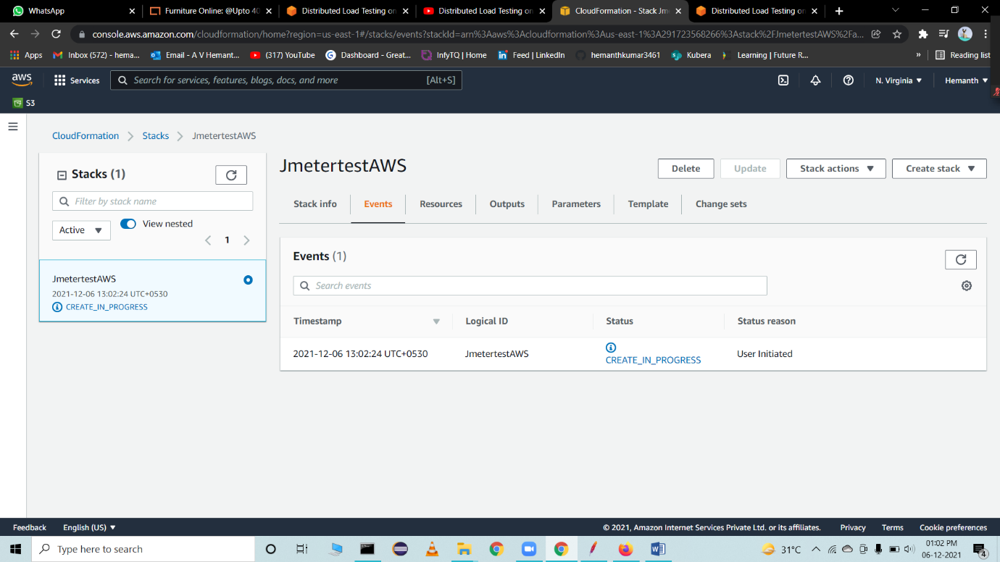 WhatsApp
Furniture Online: @Upto 40
Distributed Load Testing on
Distributed Load Testing on
CloudFormation - Stack Jm
Distributed Load Testing on
console.aws.amazon.com/cloudformation/home?region=us-east-1#/stacks/events?stackId=arn%3Aaws%3Acloudformation%3Aus-east-1%3A291723568266%3Astack%2FJmetertestAWS%2Fa...
Apps
Inbox (572) - hema...
Email - A V Hemant...
(317) YouTube
Dashboard - Great...
InfyTQ | Home
Feed | LinkedIn
hemanthkumar3461
Kubera
Learning | Future R...
»
Reading list
aws
Services
Search for services, features, blogs, docs, and more
[Alt+S]
N. Virginia
Hemanth
S3
CloudFormation
Stacks
JmetertestAWS
Stacks (1)
Filter by stack name
Active
View nested
1
JmetertestAWS
2021-12-06 13:02:24 UTC+0530
CREATE_IN_PROGRESS
JmetertestAWS
Delete
Update
Stack actions
Create stack
Stack info
Events
Resources
Outputs
Parameters
Template
Change sets
Events (1)
Search events
Timestamp
Logical ID
Status
Status reason
2021-12-06 13:02:24 UTC+0530
JmetertestAWS
CREATE_IN_PROGRESS
User Initiated
Feedback
English (US)
© 2021, Amazon Internet Services Private Ltd. or its affiliates.
Privacy
Terms
Cookie preferences
Type here to search
31°C
01:02 PM
06-12-2021
4